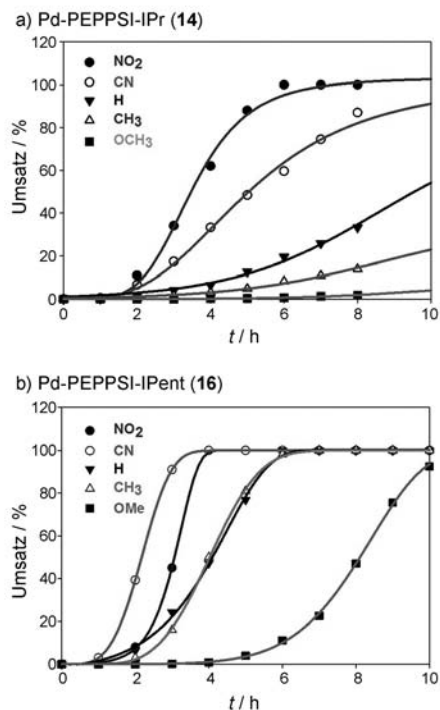 a) Pd-PEPPSI-IPr (14)
120
100
80
60
40
20
0
Umsatz / %
NO2
CN
H
CH3
OCH3
0 2 4 6 8 10
t / h
b) Pd-PEPPSI-IPent (16)
120
100
80
60
40
20
0
Umsatz / %
NO2
CN
H
CH3
OMe
0 2 4 6 8 10
t / h